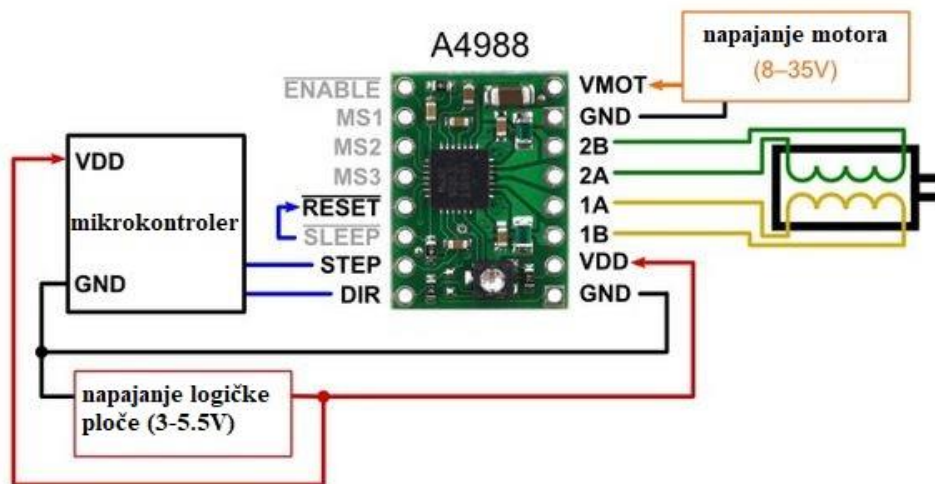 A4988
napajanje motora
(8–35V)
ENABLE
MS1
MS2
MS3
RESET
SLEEP
STEP
DIR
VMOT
GND
2B
2A
1A
1B
VDD
GND
VDD
mikrokontroler
GND
napajanje logičke
ploče (3-5.5V)